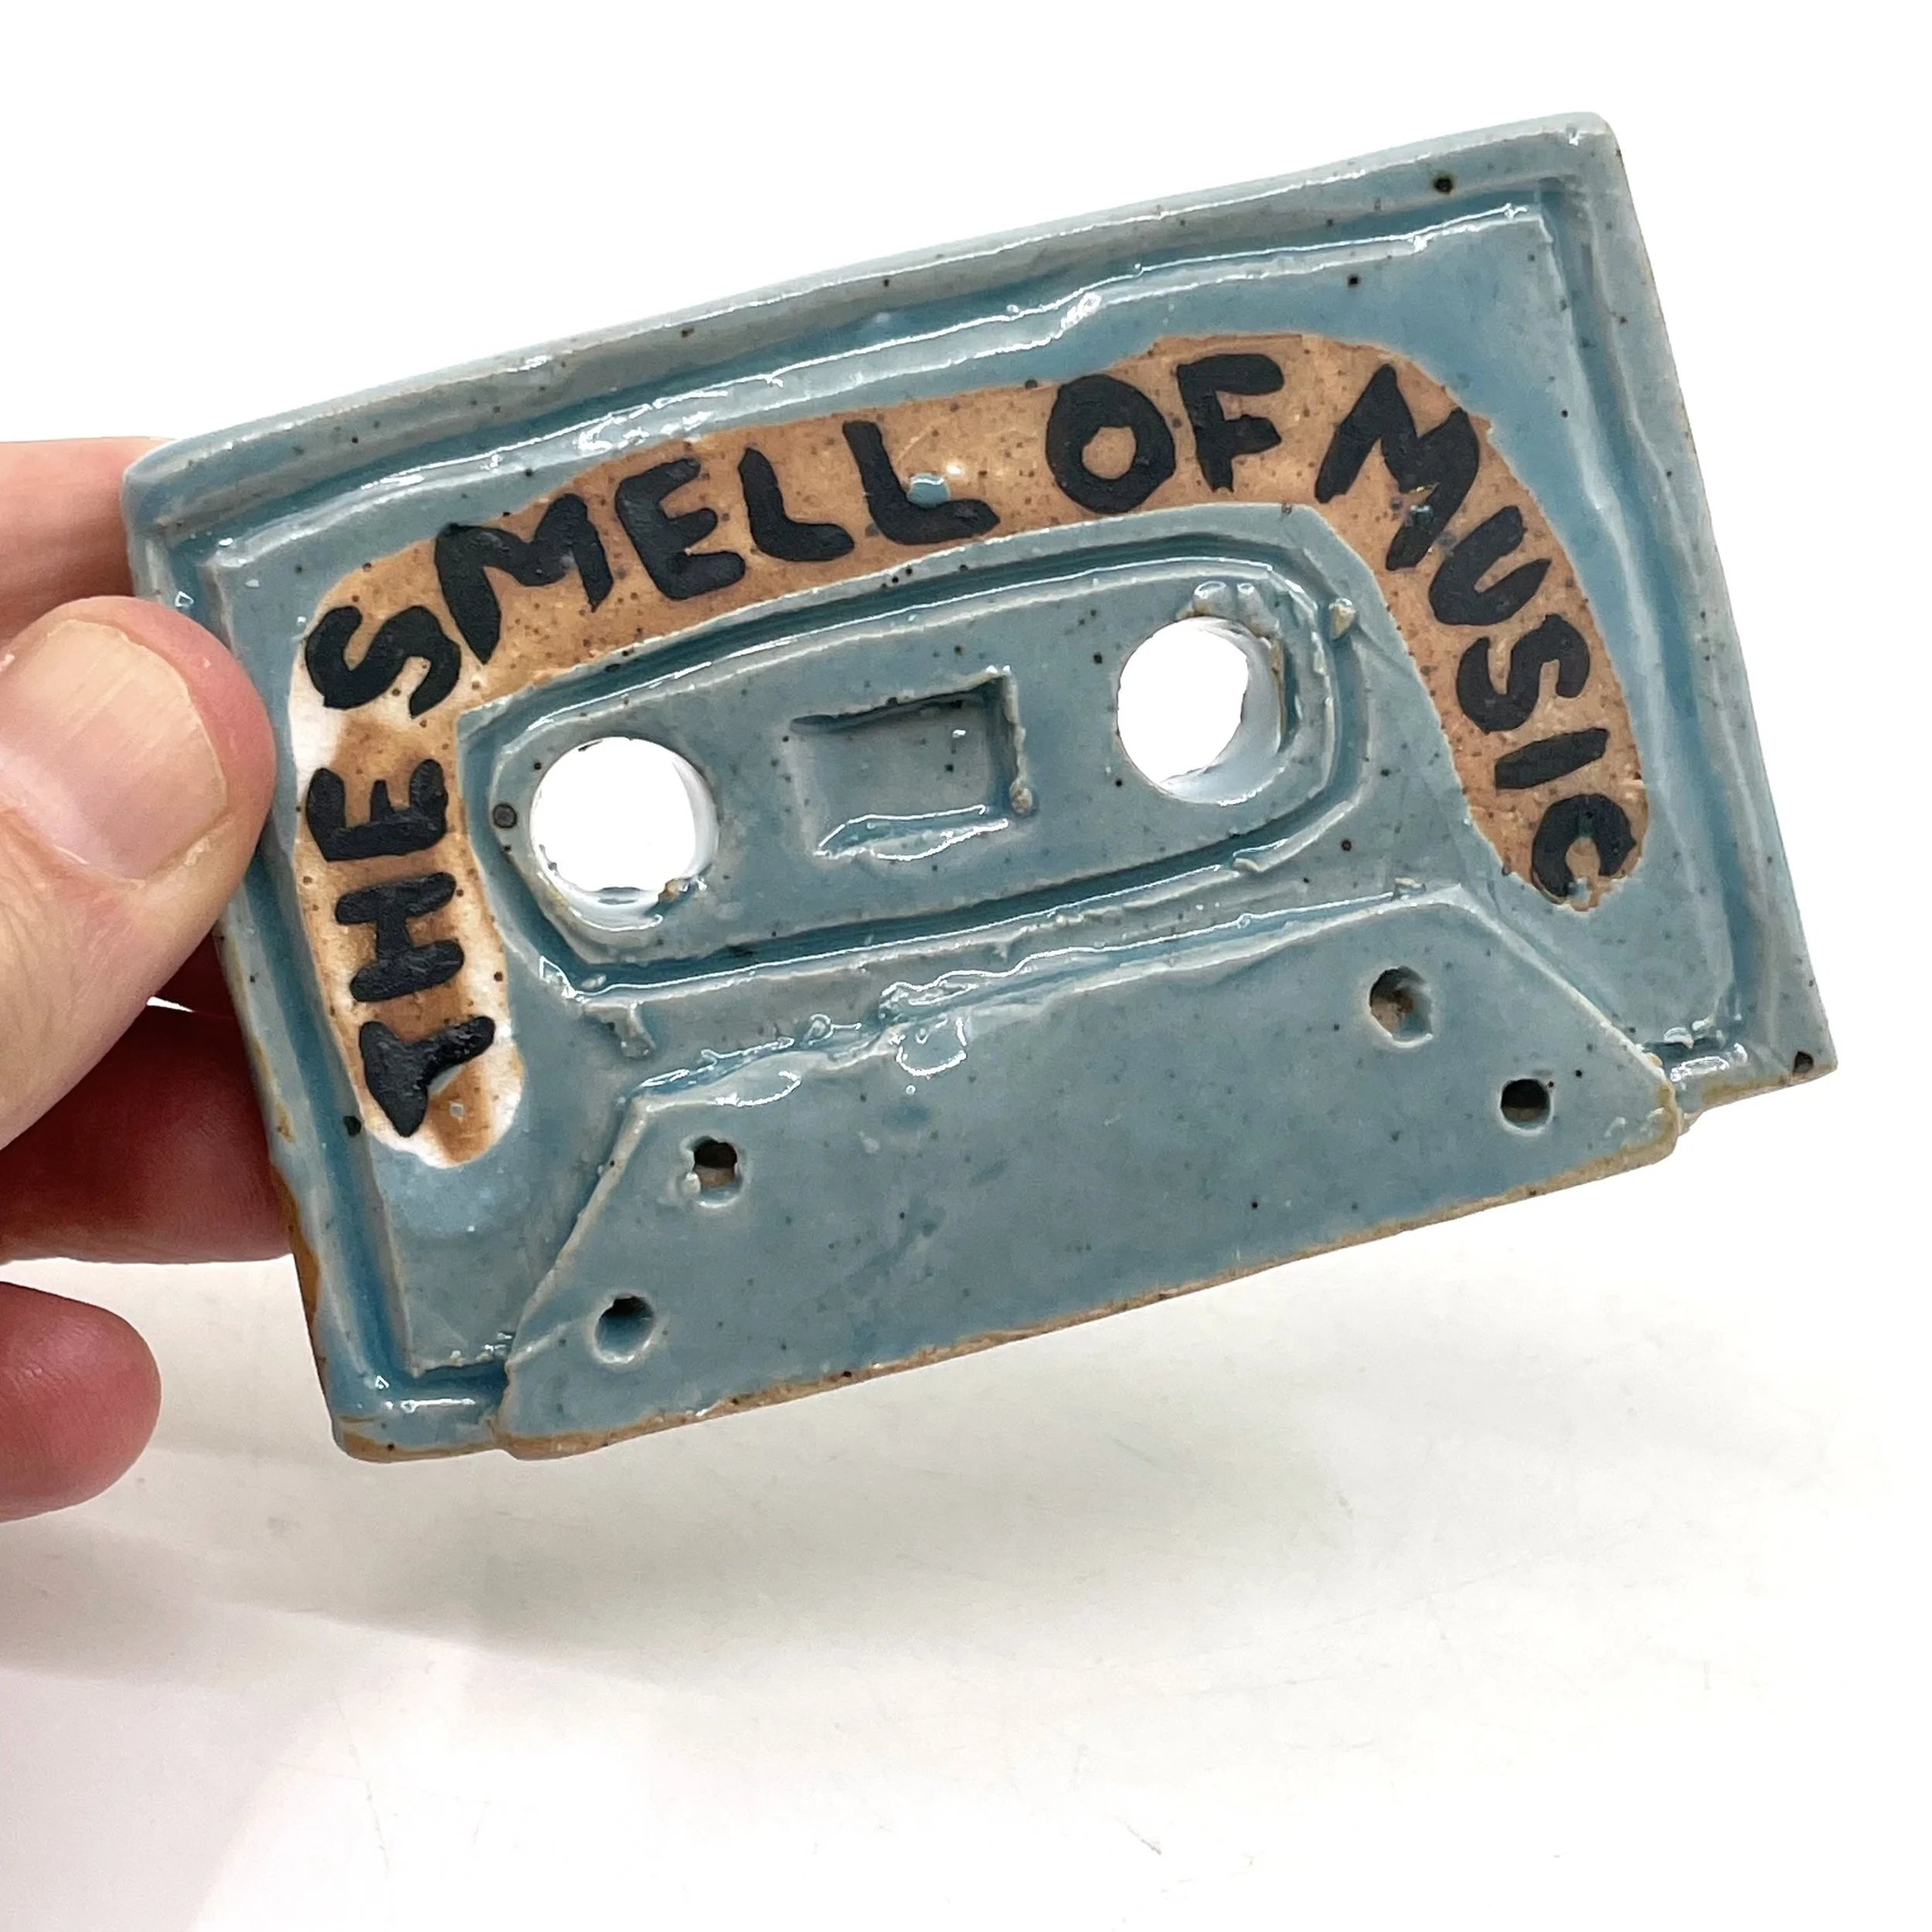 THE SMELL OF MUSIC